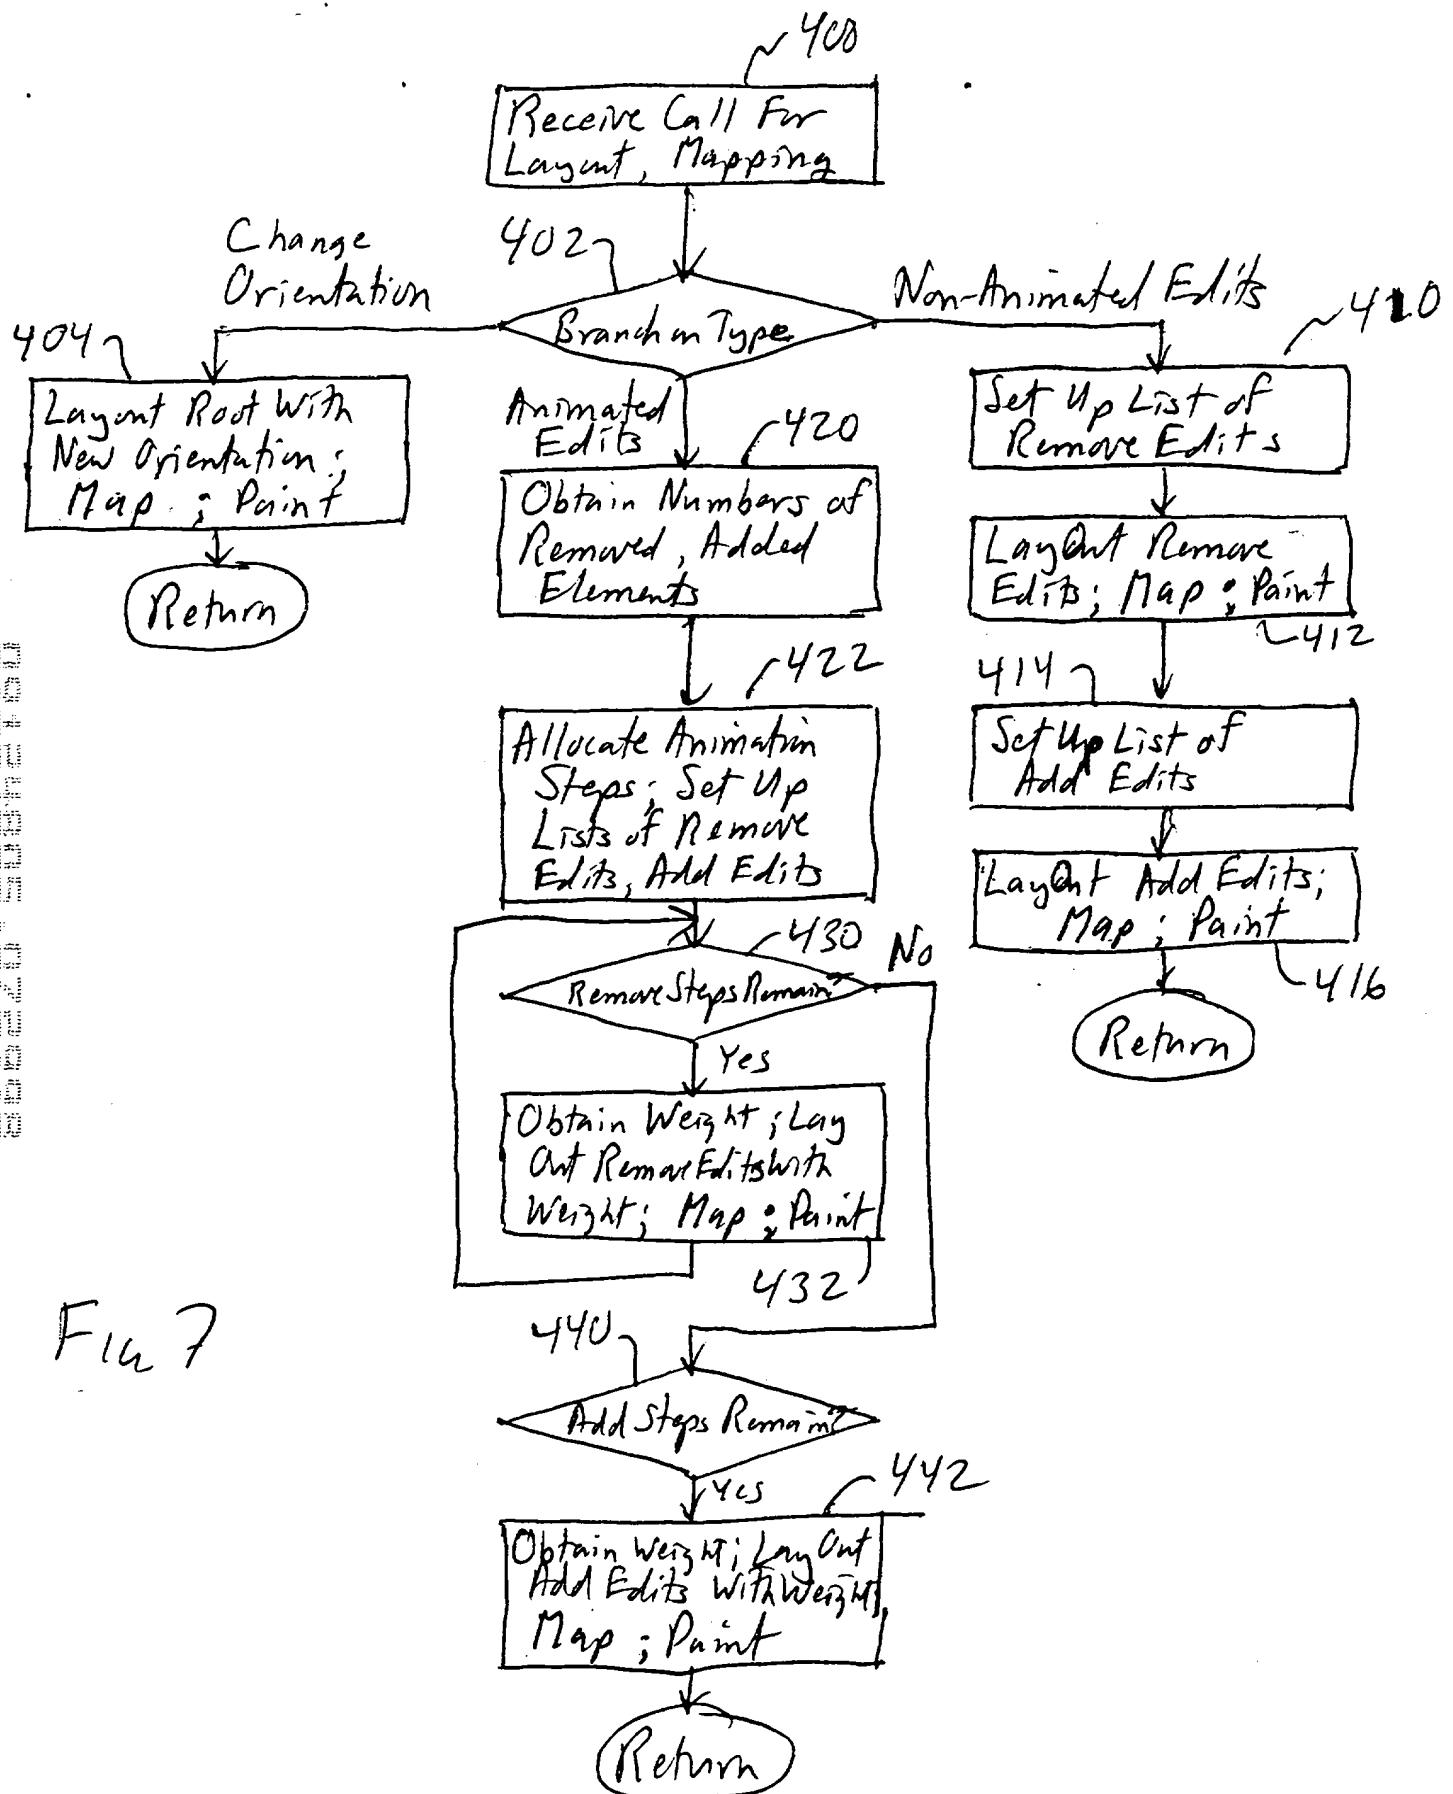 400
Receive Call For
Layout, Mapping
402
Change
Orientation
Non-Animated Edits
Branch on Type
404
410
Layout Root With
New Orientation;
Map ; Paint
Return
Animated
Edits
420
Obtain Numbers of
Removed, Added
Elements
Set Up List of
Remove Edits
LayOut Remove
Edits; Map ; Paint
412
422
Allocate Animation
Steps; Set Up
Lists of Remove
Edits, Add Edits
414
Set Up List of
Add Edits
LayOut Add Edits;
Map ; Paint
416
Return
430
Remove Steps Remain?
No
Yes
Obtain Weight; Lay
Out Remove Edits With
Weight; Map ; Paint
432
440
Add Steps Remain?
Yes
442
Obtain Weight; Lay Out
Add Edits With Weight;
Map ; Paint
Return
Fig 7